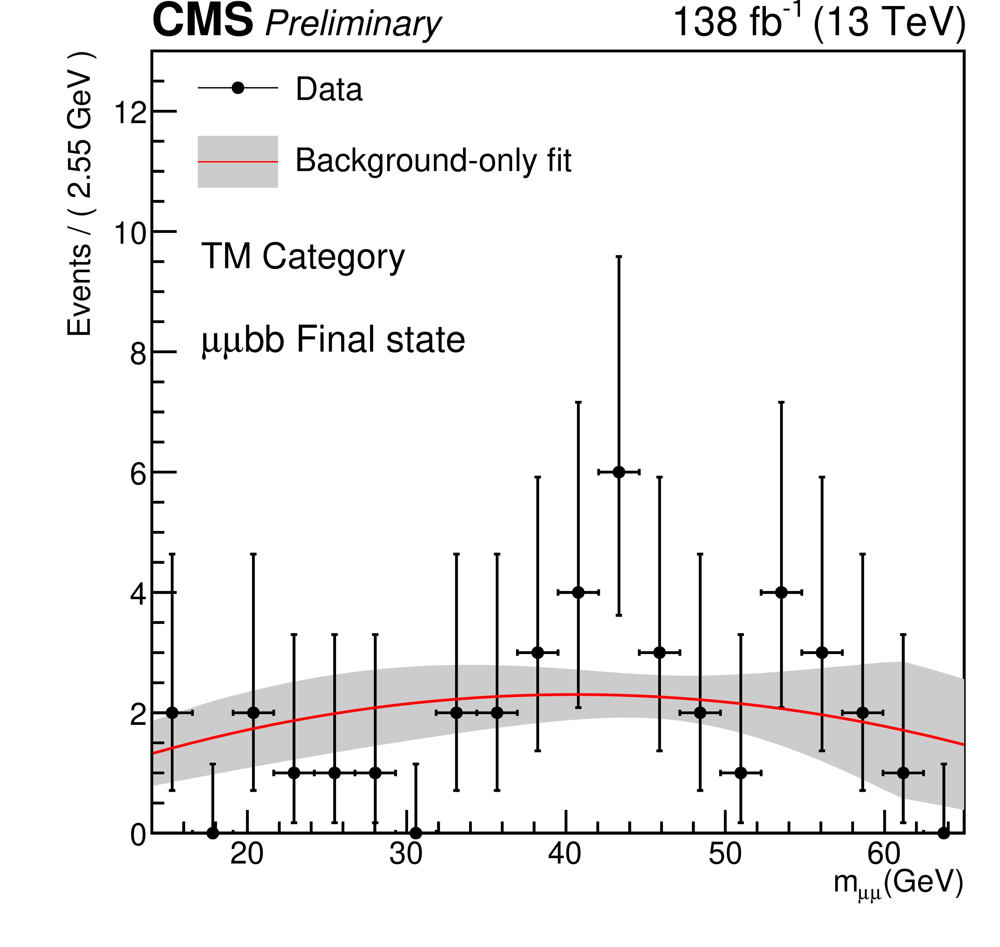 CMS Preliminary 138 fb-1 (13 TeV)
Events / ( 2.55 GeV )
Data
Background-only fit
TM Category
μμbb Final state
12
10
8
6
4
2
0
20 30 40 50 60
mμμ(GeV)